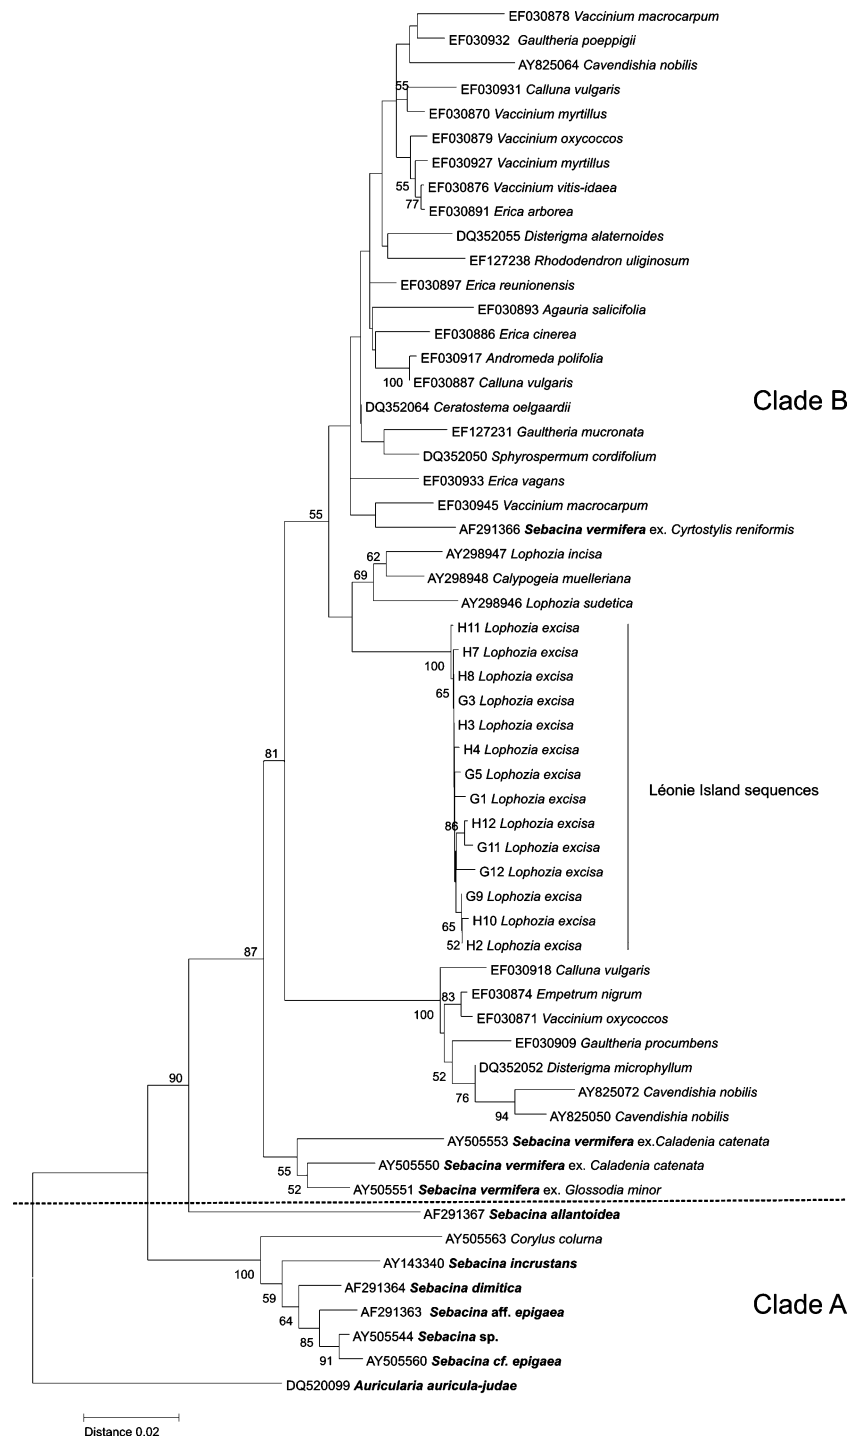 EF030878 Vaccinium macrocarpum
EF030932 Gaultheria poeppigii
AY825064 Cavendishia nobilis
55
EF030931 Calluna vulgaris
EF030870 Vaccinium myrtillus
EF030879 Vaccinium oxycoccos
EF030927 Vaccinium myrtillus
55
EF030876 Vaccinium vitis-idaea
77
EF030891 Erica arborea
DQ352055 Disterigma alaternoides
EF127238 Rhododendron uliginosum
EF030897 Erica reunionensis
EF030893 Agauria salicifolia
EF030886 Erica cinerea
EF030917 Andromeda polifolia
100
EF030887 Calluna vulgaris
Clade B
DQ352064 Ceratostema oelgaardii
EF127231 Gaultheria mucronata
DQ352050 Sphyrospermum cordifolium
EF030933 Erica vagans
EF030945 Vaccinium macrocarpum
55
AF291366 Sebacina vermifera ex. Cyrtostylis reniformis
AY298947 Lophozia incisa
62
69
AY298948 Calypogeia muelleriana
AY298946 Lophozia sudetica
H11 Lophozia excisa
H7 Lophozia excisa
100
H8 Lophozia excisa
65
G3 Lophozia excisa
H3 Lophozia excisa
H4 Lophozia excisa
81
G5 Lophozia excisa
Léonie Island sequences
G1 Lophozia excisa
86
H12 Lophozia excisa
G11 Lophozia excisa
G12 Lophozia excisa
G9 Lophozia excisa
H10 Lophozia excisa
65
52
H2 Lophozia excisa
87
EF030918 Calluna vulgaris
83
EF030874 Empetrum nigrum
100
EF030871 Vaccinium oxycoccos
EF030909 Gaultheria procumbens
DQ352052 Disterigma microphyllum
52
90
AY825072 Cavendishia nobilis
76
94
AY825050 Cavendishia nobilis
AY505553 Sebacina vermifera ex.Caladenia catenata
AY505550 Sebacina vermifera ex. Caladenia catenata
55
52
AY505551 Sebacina vermifera ex. Glossodia minor
AF291367 Sebacina allantoidea
AY505563 Corylus colurna
AY143340 Sebacina incrustans
100
AF291364 Sebacina dimitica
59
Clade A
AF291363 Sebacina aff. epigaea
64
AY505544 Sebacina sp.
85
91
AY505560 Sebacina cf. epigaea
DQ520099 Auricularia auricula-judae
Distance 0.02